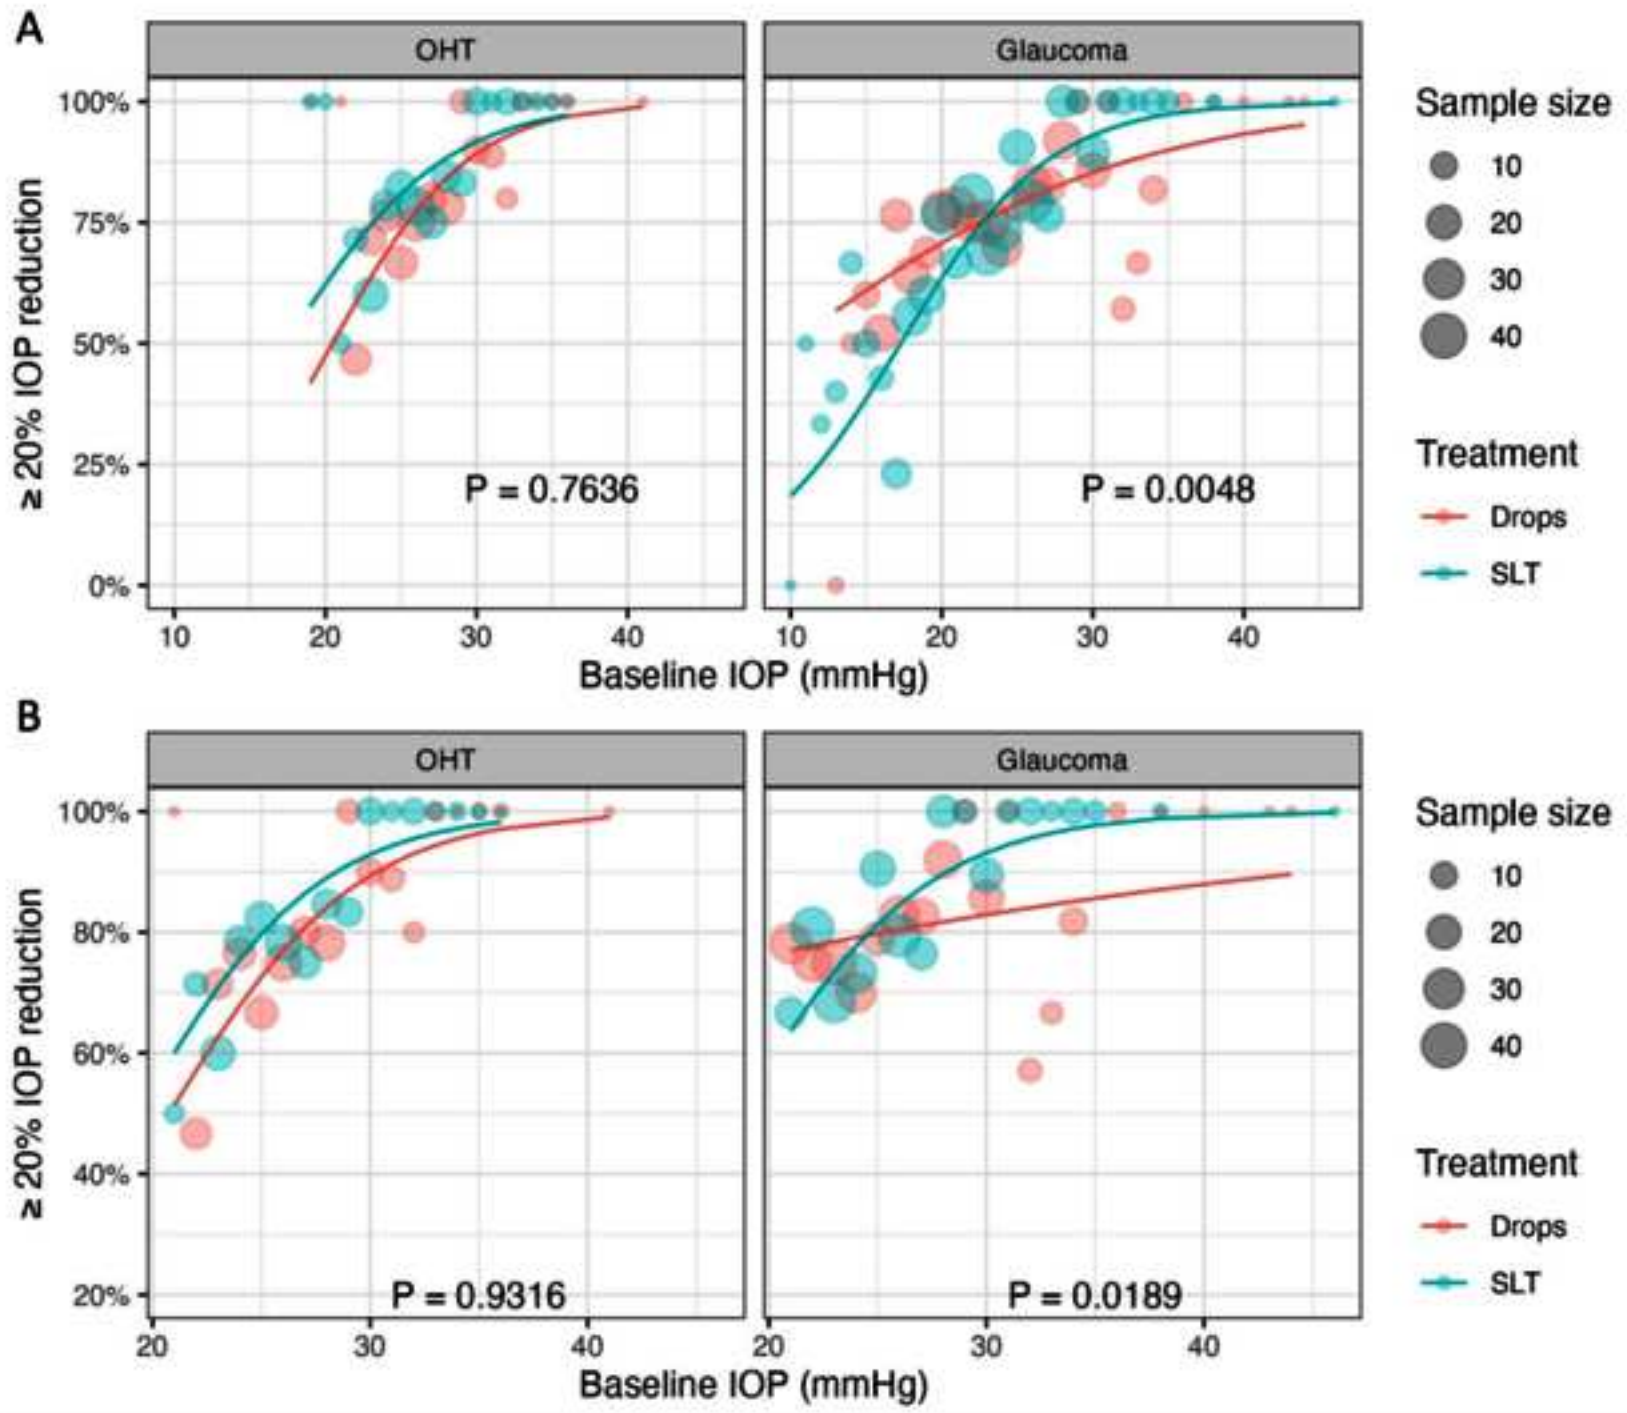 A
OHT
Glaucoma
≥ 20% IOP reduction
100%
75%
50%
25%
0%
P = 0.7636
P = 0.0048
10
20
30
40
10
20
30
40
Baseline IOP (mmHg)
Sample size
10
20
30
40
Treatment
Drops
SLT
B
OHT
Glaucoma
≥ 20% IOP reduction
100%
80%
60%
40%
20%
P = 0.9316
P = 0.0189
20
30
40
20
30
40
Baseline IOP (mmHg)
Sample size
10
20
30
40
Treatment
Drops
SLT